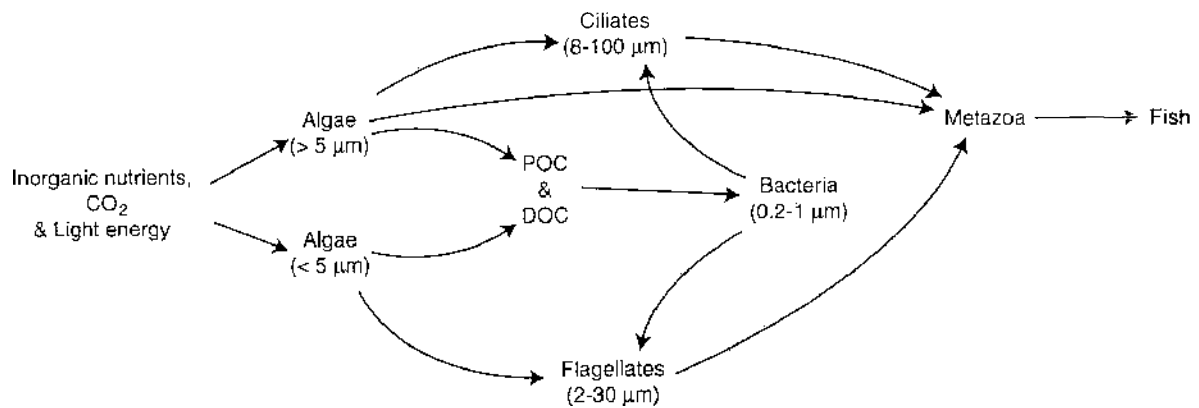 Ciliates
(8-100 µm)
Algae
(> 5 µm)
Metazoa
Fish
POC
&
DOC
Inorganic nutrients,
CO₂
& Light energy
Bacteria
(0.2-1 µm)
Algae
(< 5 µm)
Flagellates
(2-30 µm)